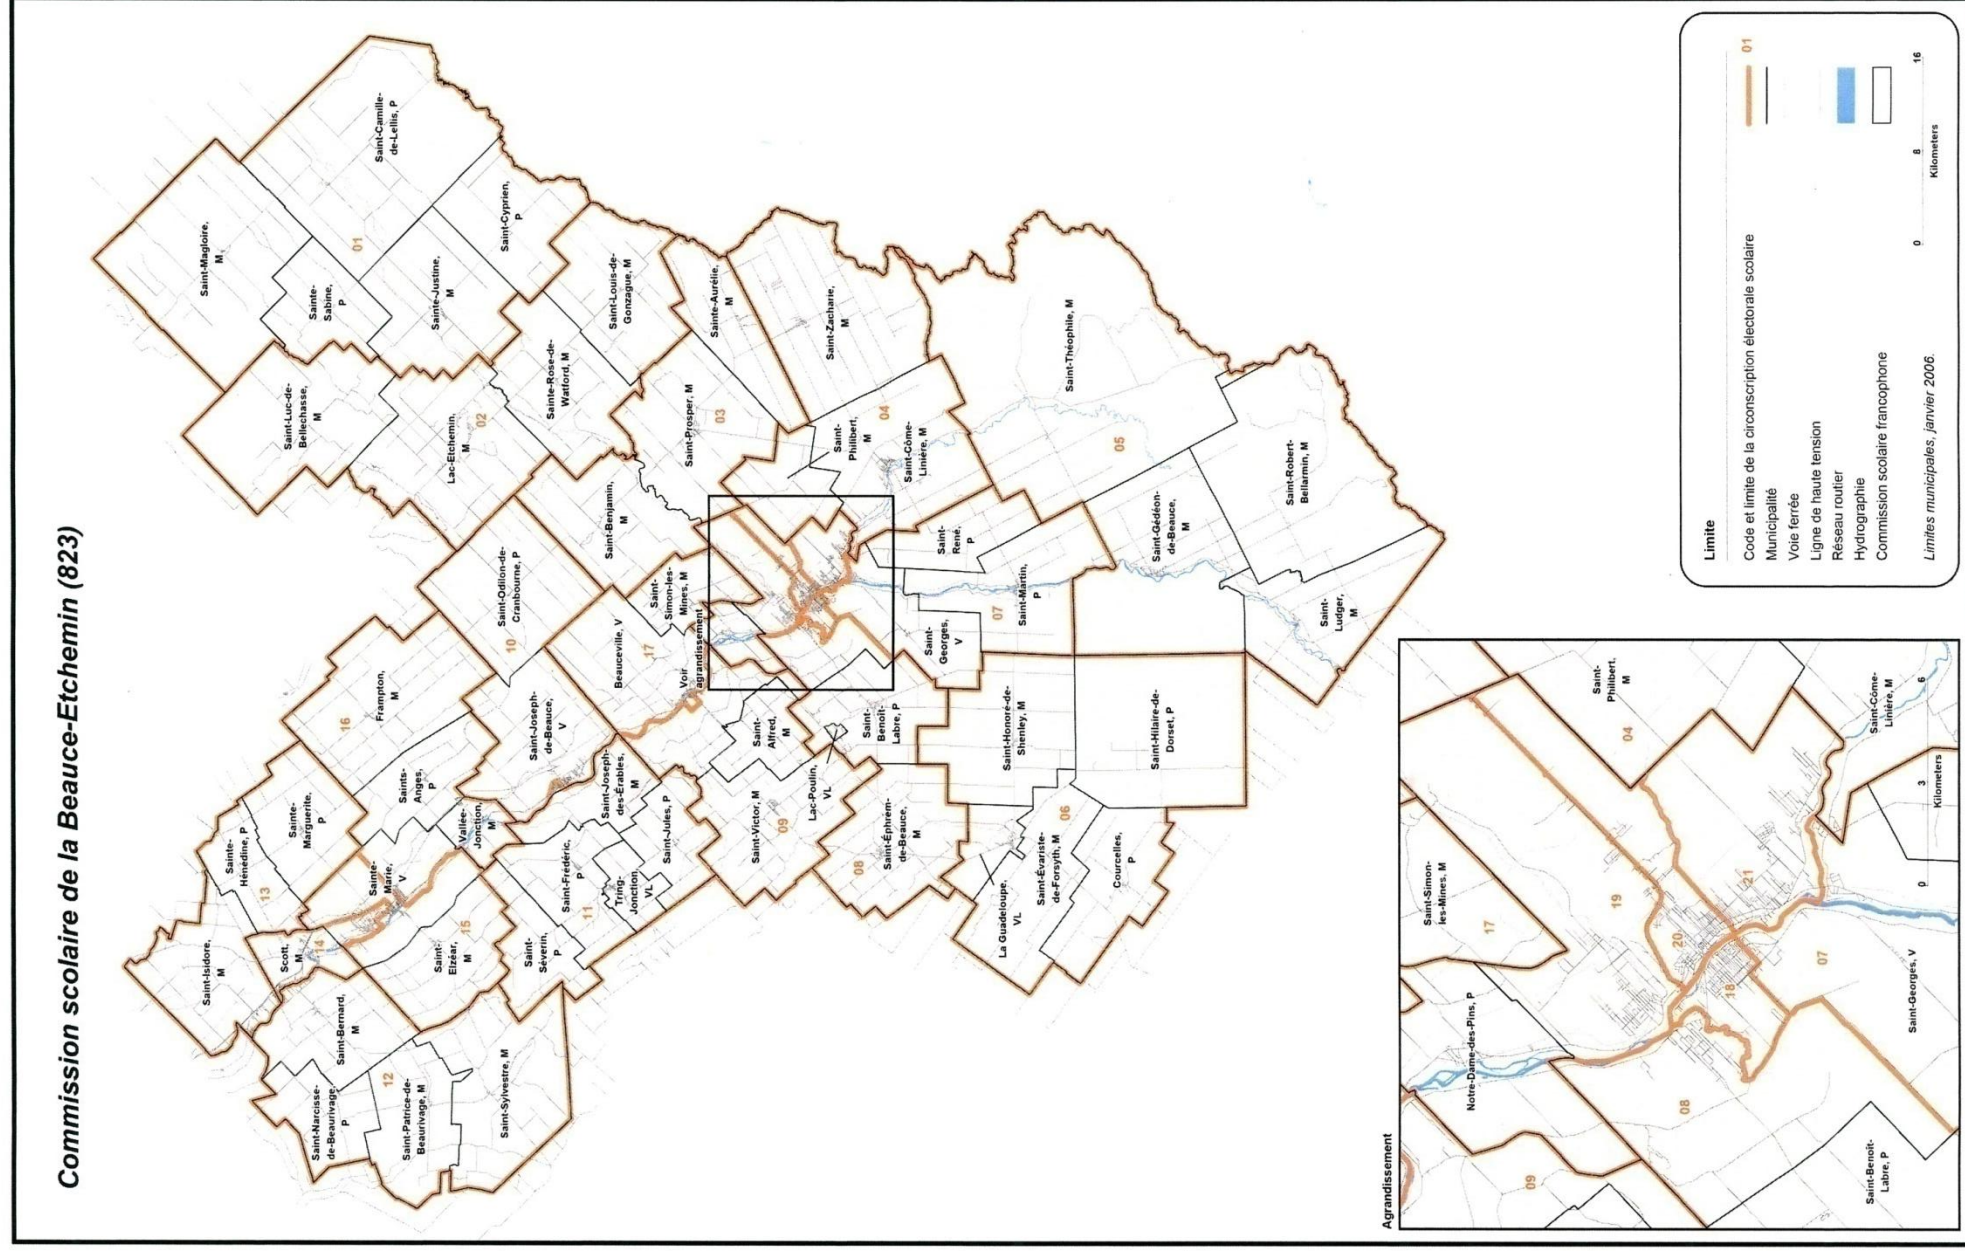 Commission scolaire de la Beauce-Etchemin (823)
Saint-Camille-
de-Lellis, P
Saint-Magloire,
M
01
Sainte-
Sabine,
P
Saint-Cyprien,
P
Sainte-Justine,
M
Saint-Luc-de-
Bellechasse,
M
Lac-Etchemin,
M
02
Saint-Louis-de-
Gonzague, M
Sainte-Rose-de-
Watford, M
Sainte-Aurélie,
M
Saint-Zacharie,
M
Saint-Prosper, M
03
Saint-
Philibert,
M
04
Saint-Côme-
Linière, M
Saint-Théophile, M
05
Saint-Robert-
Bellarmin, M
Saint-Gédéon-
de-Beauce,
M
Saint-
Ludger,
M
Saint-
René,
P
Saint-Martin,
P
07
Saint-
Georges,
V
Saint-Benjamin,
M
Saint-
Simon-les-
Mines, M
Saint-Odilon-de-
Cranbourne, P
10
Beauceville, V
17
Voir
agrandissement
Saint-Joseph-
de-Beauce,
V
Frampton,
M
16
Saints-
Anges,
P
Vallée-
Jonction,
M
Saint-Joseph-
des-Érables,
M
Saint-Jules, P
Saint-Frédéric,
P
11
Tring-
Jonction,
VL
Saint-
Séverin,
P
Saint-
Alfred,
M
Saint-Victor, M
09
Lac-Poulin,
VL
Saint-
Benoît-
Labre, P
08
Saint-Éphrem-
de-Beauce,
M
Saint-Honoré-de-
Shenley, M
Saint-Hilaire-de-
Dorset, P
06
La Guadeloupe,
VL
Saint-Évariste-
de-Forsyth, M
Courcelles,
P
Sainte-
Marguerite,
P
Sainte-
Hénédine, P
13
Sainte-
Marie,
V
Saint-Isidore,
M
Scott,
M
14
Saint-
Elzéar,
M
15
Saint-Bernard,
M
Saint-Narcisse-
de-Beaurivage,
P
12
Saint-Patrice-de-
Beaurivage, M
Saint-Sylvestre, M
Limite
Code et limite de la circonscription électorale scolaire
01
Municipalité
Voie ferrée
Ligne de haute tension
Réseau routier
Hydrographie
Commission scolaire francophone
0
8
16
Kilometers
Limites municipales, janvier 2006.
Agrandissement
Saint-Simon-
les-Mines, M
17
Saint-
Philibert,
M
04
Saint-Côme-
Linière, M
19
20
21
18
07
Saint-Georges, V
Notre-Dame-des-Pins, P
08
09
Saint-Benoît-
Labre, P
0
3
6
Kilometers